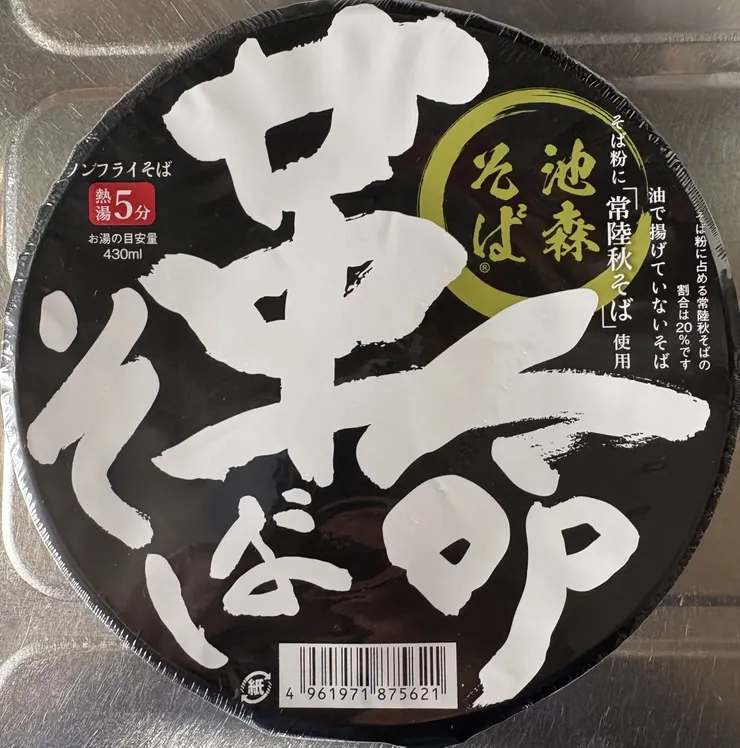 革命
そば
池森
そば®
そば粉に「常陸秋そば」使用
油で揚げていないそば
そば粉に占める常陸秋そばの
割合は20%です
ノンフライそば
熱湯5分
お湯の目安量
430ml
紙
4 961971 875621